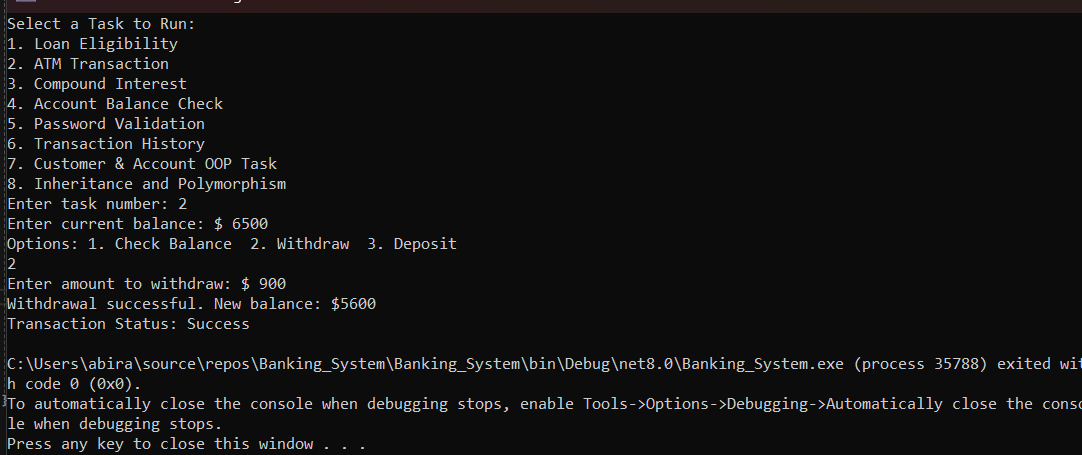 Select a Task to Run:
1. Loan Eligibility
2. ATM Transaction
3. Compound Interest
4. Account Balance Check
5. Password Validation
6. Transaction History
7. Customer & Account OOP Task
8. Inheritance and Polymorphism
Enter task number: 2
Enter current balance: $ 6500
Options: 1. Check Balance  2. Withdraw  3. Deposit
2
Enter amount to withdraw: $ 900
Withdrawal successful. New balance: $5600
Transaction Status: Success
C:\Users\abira\source\repos\Banking_System\Banking_System\bin\Debug\net8.0\Banking_System.exe (process 35788) exited wit
h code 0 (0x0).
To automatically close the console when debugging stops, enable Tools->Options->Debugging->Automatically close the conso
le when debugging stops.
Press any key to close this window . . .